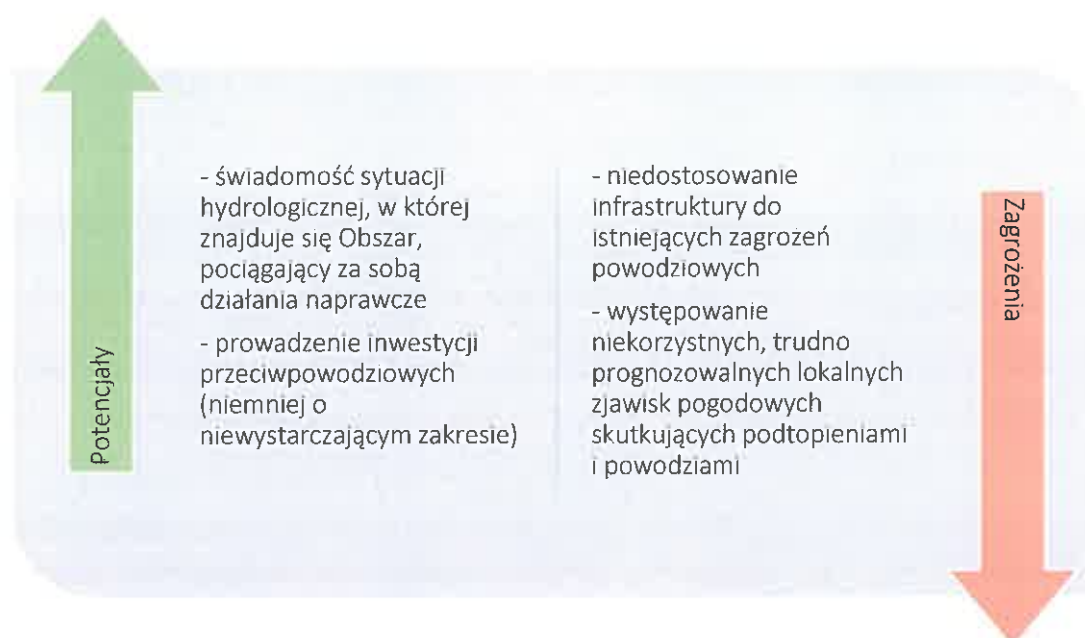 Potencjały
- świadomość sytuacji
hydrologicznej, w której
znajduje się Obszar,
pociągający za sobą
działania naprawcze
- prowadzenie inwestycji
przeciwpowodziowych
(niemniej o
niewystarczającym zakresie)
- niedostosowanie
infrastruktury do
istniejących zagrożeń
powodziowych
- występowanie
niekorzystnych, trudno
prognozowalnych lokalnych
zjawisk pogodowych
skutkujących podtopieniami
i powodziami
Zagrożenia